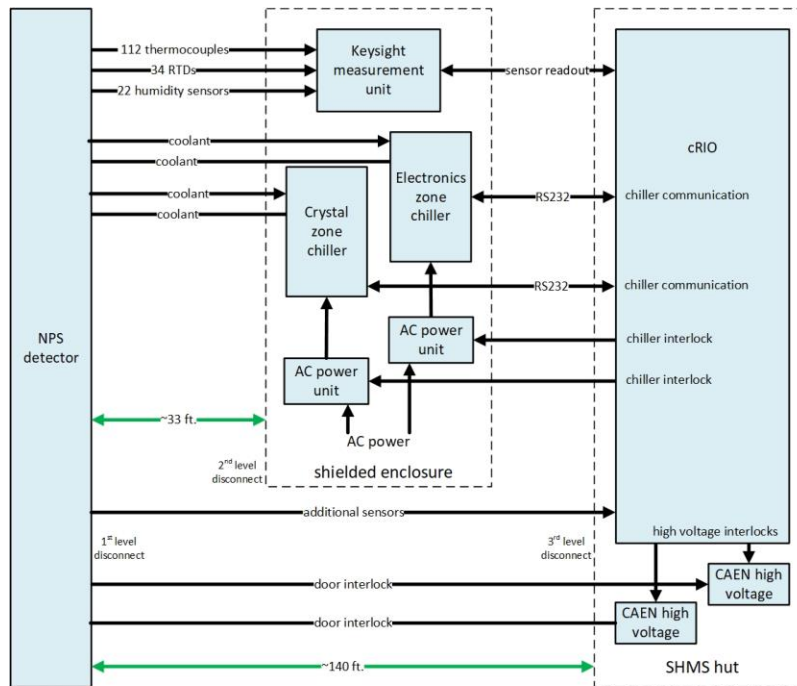 112 thermocouples
34 RTDs
22 humidity sensors
Keysight
measurement
unit
sensor readout
cRIO
coolant
coolant
coolant
coolant
Electronics
zone
chiller
Crystal
zone
chiller
RS232
chiller communication
RS232
chiller communication
NPS
detector
AC power
unit
chiller interlock
AC power
unit
chiller interlock
~33 ft.
AC power
2nd level
disconnect
shielded enclosure
additional sensors
1st level
disconnect
3rd level
disconnect
high voltage interlocks
door interlock
CAEN high
voltage
door interlock
CAEN high
voltage
~140 ft.
SHMS hut